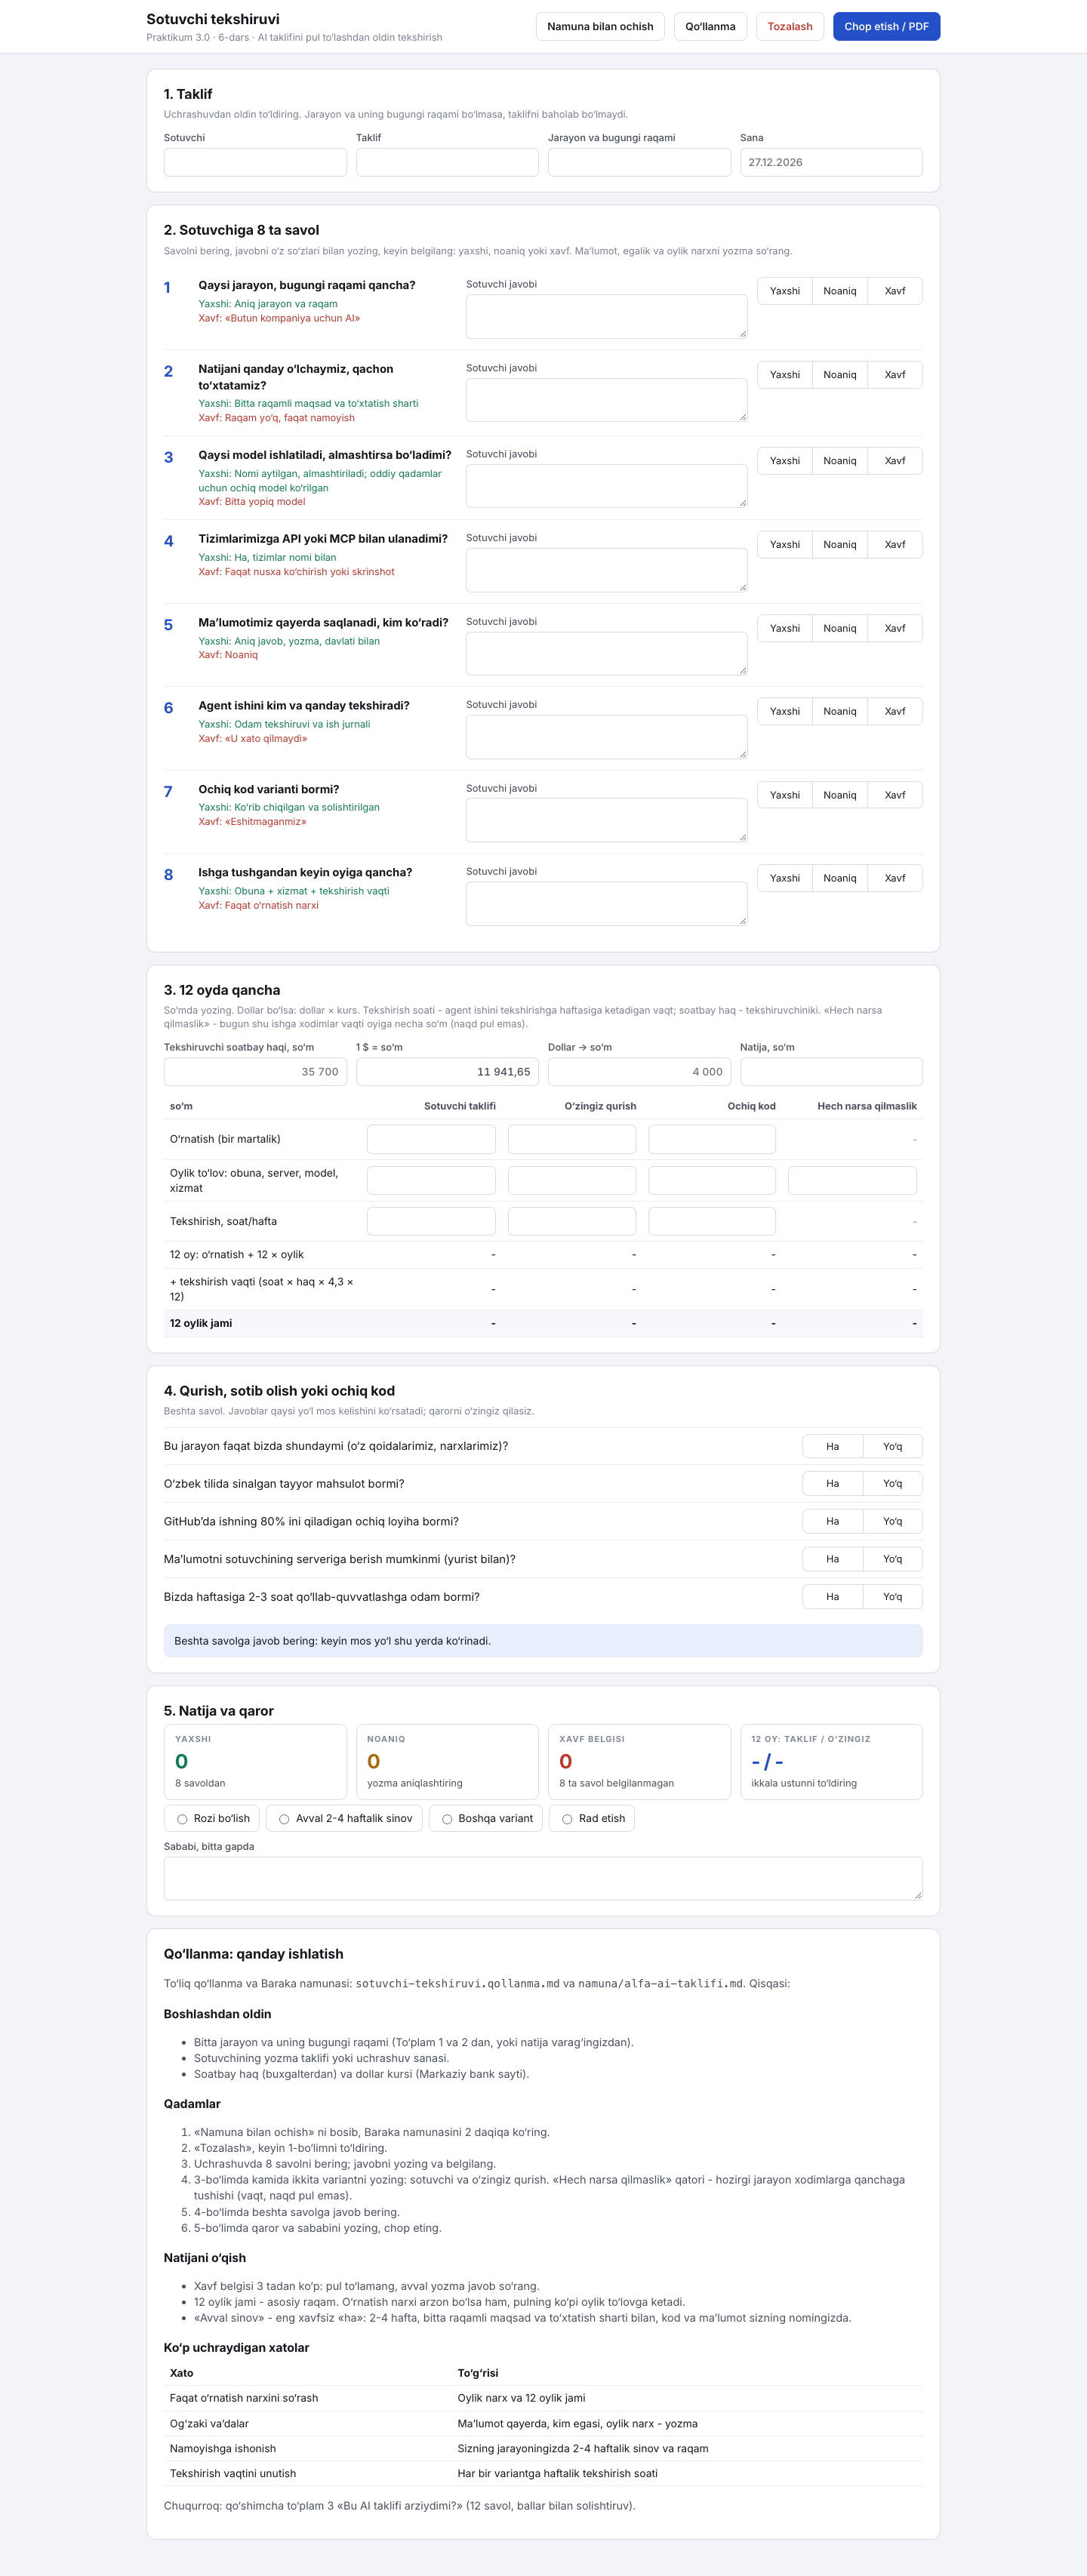 Sotuvchi tekshiruvi
Praktikum 3.0 · 6-dars · AI taklifini pul to‘lashdan oldin tekshirish
Namuna bilan ochish
Qo‘llanma
Tozalash
Chop etish / PDF
1. Taklif
Uchrashuvdan oldin to‘ldiring. Jarayon va uning bugungi raqami bo‘lmasa, taklifni baholab bo‘lmaydi.
Sotuvchi
Taklif
Jarayon va bugungi raqami
Sana
27.12.2026
2. Sotuvchiga 8 ta savol
Savolni bering, javobni o‘z so‘zlari bilan yozing, keyin belgilang: yaxshi, noaniq yoki xavf. Ma’lumot, egalik va oylik narxni yozma so‘rang.
1
Qaysi jarayon, bugungi raqami qancha?
Yaxshi: Aniq jarayon va raqam
Xavf: «Butun kompaniya uchun AI»
Sotuvchi javobi
Yaxshi
Noaniq
Xavf
2
Natijani qanday o‘lchaymiz, qachon
to‘xtatamiz?
Yaxshi: Bitta raqamli maqsad va to‘xtatish sharti
Xavf: Raqam yo‘q, faqat namoyish
Sotuvchi javobi
Yaxshi
Noaniq
Xavf
3
Qaysi model ishlatiladi, almashtirsa bo‘ladimi?
Yaxshi: Nomi aytilgan, almashtiriladi; oddiy qadamlar
uchun ochiq model ko‘rilgan
Xavf: Bitta yopiq model
Sotuvchi javobi
Yaxshi
Noaniq
Xavf
4
Tizimlarimizga API yoki MCP bilan ulanadimi?
Yaxshi: Ha, tizimlar nomi bilan
Xavf: Faqat nusxa ko‘chirish yoki skrinshot
Sotuvchi javobi
Yaxshi
Noaniq
Xavf
5
Ma’lumotimiz qayerda saqlanadi, kim ko‘radi?
Yaxshi: Aniq javob, yozma, davlati bilan
Xavf: Noaniq
Sotuvchi javobi
Yaxshi
Noaniq
Xavf
6
Agent ishini kim va qanday tekshiradi?
Yaxshi: Odam tekshiruvi va ish jurnali
Xavf: «U xato qilmaydi»
Sotuvchi javobi
Yaxshi
Noaniq
Xavf
7
Ochiq kod varianti bormi?
Yaxshi: Ko‘rib chiqilgan va solishtirilgan
Xavf: «Eshitmaganmiz»
Sotuvchi javobi
Yaxshi
Noaniq
Xavf
8
Ishga tushgandan keyin oyiga qancha?
Yaxshi: Obuna + xizmat + tekshirish vaqti
Xavf: Faqat o‘rnatish narxi
Sotuvchi javobi
Yaxshi
Noaniq
Xavf
3. 12 oyda qancha
So‘mda yozing. Dollar bo‘lsa: dollar × kurs. Tekshirish soati - agent ishini tekshirishga haftasiga ketadigan vaqt; soatbay haq - tekshiruvchiniki. «Hech narsa
qilmaslik» - bugun shu ishga xodimlar vaqti oyiga necha so‘m (naqd pul emas).
Tekshiruvchi soatbay haqi, so‘m
1 $ = so‘m
Dollar → so‘m
Natija, so‘m
35 700
11 941,65
4 000
so‘m
Sotuvchi taklifi
O‘zingiz qurish
Ochiq kod
Hech narsa qilmaslik
O‘rnatish (bir martalik)
-
Oylik to‘lov: obuna, server, model,
xizmat
Tekshirish, soat/hafta
-
12 oy: o‘rnatish + 12 × oylik
-
-
-
-
+ tekshirish vaqti (soat × haq × 4,3 ×
12)
-
-
-
-
12 oylik jami
-
-
-
-
4. Qurish, sotib olish yoki ochiq kod
Beshta savol. Javoblar qaysi yo‘l mos kelishini ko‘rsatadi; qarorni o‘zingiz qilasiz.
Bu jarayon faqat bizda shundaymi (o‘z qoidalarimiz, narxlarimiz)?
Ha
Yo‘q
O‘zbek tilida sinalgan tayyor mahsulot bormi?
Ha
Yo‘q
GitHub’da ishning 80% ini qiladigan ochiq loyiha bormi?
Ha
Yo‘q
Ma’lumotni sotuvchining serveriga berish mumkinmi (yurist bilan)?
Ha
Yo‘q
Bizda haftasiga 2-3 soat qo‘llab-quvvatlashga odam bormi?
Ha
Yo‘q
Beshta savolga javob bering: keyin mos yo‘l shu yerda ko‘rinadi.
5. Natija va qaror
YAXSHI
0
8 savoldan
NOANIQ
0
yozma aniqlashtiring
XAVF BELGISI
0
8 ta savol belgilanmagan
12 OY: TAKLIF / O‘ZINGIZ
- / -
ikkala ustunni to‘ldiring
Rozi bo‘lish
Avval 2-4 haftalik sinov
Boshqa variant
Rad etish
Sababi, bitta gapda
Qo‘llanma: qanday ishlatish
To‘liq qo‘llanma va Baraka namunasi: sotuvchi-tekshiruvi.qollanma.md va namuna/alfa-ai-taklifi.md. Qisqasi:
Boshlashdan oldin
• Bitta jarayon va uning bugungi raqami (To‘plam 1 va 2 dan, yoki natija varag‘ingizdan).
• Sotuvchining yozma taklifi yoki uchrashuv sanasi.
• Soatbay haq (buxgalterdan) va dollar kursi (Markaziy bank sayti).
Qadamlar
1. «Namuna bilan ochish» ni bosib, Baraka namunasini 2 daqiqa ko‘ring.
2. «Tozalash», keyin 1-bo‘limni to‘ldiring.
3. Uchrashuvda 8 savolni bering; javobni yozing va belgilang.
4. 3-bo‘limda kamida ikkita variantni yozing: sotuvchi va o‘zingiz qurish. «Hech narsa qilmaslik» qatori - hozirgi jarayon xodimlarga qanchaga
tushishi (vaqt, naqd pul emas).
5. 4-bo‘limda beshta savolga javob bering.
6. 5-bo‘limda qaror va sababini yozing, chop eting.
Natijani o‘qish
• Xavf belgisi 3 tadan ko‘p: pul to‘lamang, avval yozma javob so‘rang.
• 12 oylik jami - asosiy raqam. O‘rnatish narxi arzon bo‘lsa ham, pulning ko‘pi oylik to‘lovga ketadi.
• «Avval sinov» - eng xavfsiz «ha»: 2-4 hafta, bitta raqamli maqsad va to‘xtatish sharti bilan, kod va ma’lumot sizning nomingizda.
Ko‘p uchraydigan xatolar
Xato
To‘g‘risi
Faqat o‘rnatish narxini so‘rash
Oylik narx va 12 oylik jami
Og‘zaki va’dalar
Ma’lumot qayerda, kim egasi, oylik narx - yozma
Namoyishga ishonish
Sizning jarayoningizda 2-4 haftalik sinov va raqam
Tekshirish vaqtini unutish
Har bir variantga haftalik tekshirish soati
Chuqurroq: qo‘shimcha to‘plam 3 «Bu AI taklifi arziydimi?» (12 savol, ballar bilan solishtiruv).